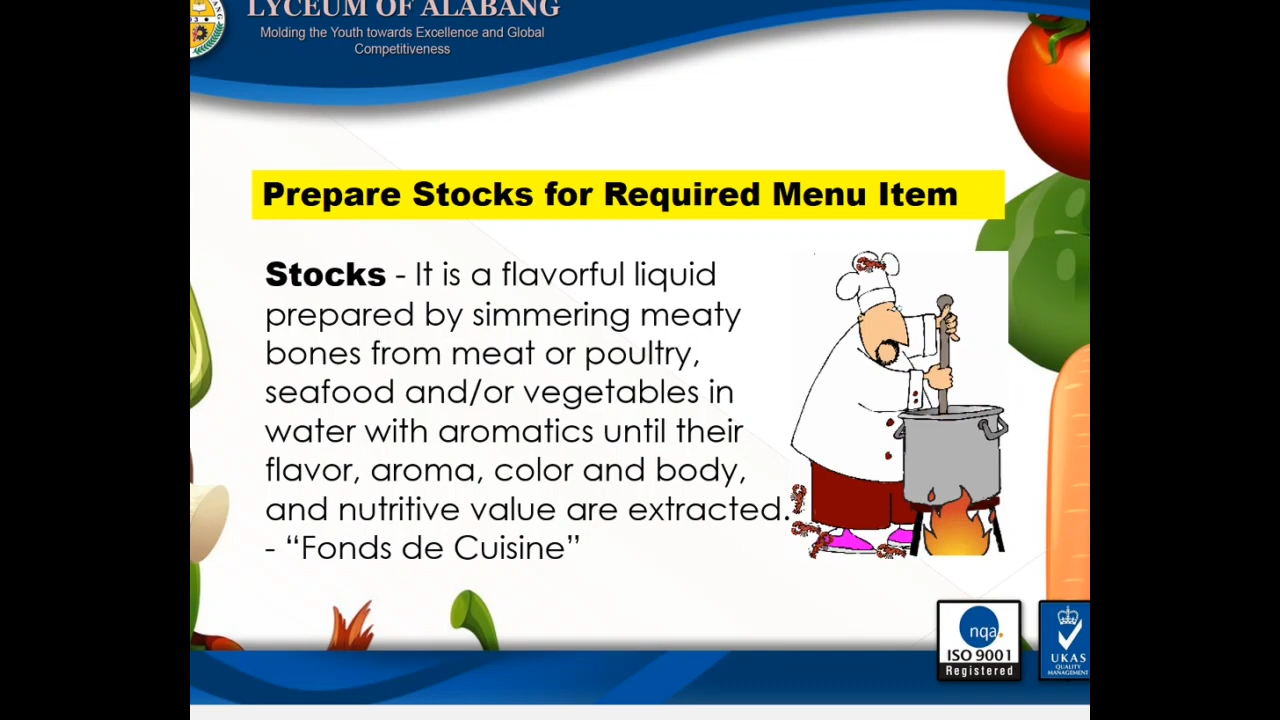 LYCEUM OF ALABANG
Molding the Youth towards Excellence and Global
Competitiveness
Prepare Stocks for Required Menu Item
Stocks - It is a flavorful liquid
prepared by simmering meaty
bones from meat or poultry,
seafood and/or vegetables in
water with aromatics until their
flavor, aroma, color and body,
and nutritive value are extracted.
- “Fonds de Cuisine”
nqa.
ISO 9001
Registered
UKAS
QUALITY
MANAGEMENT